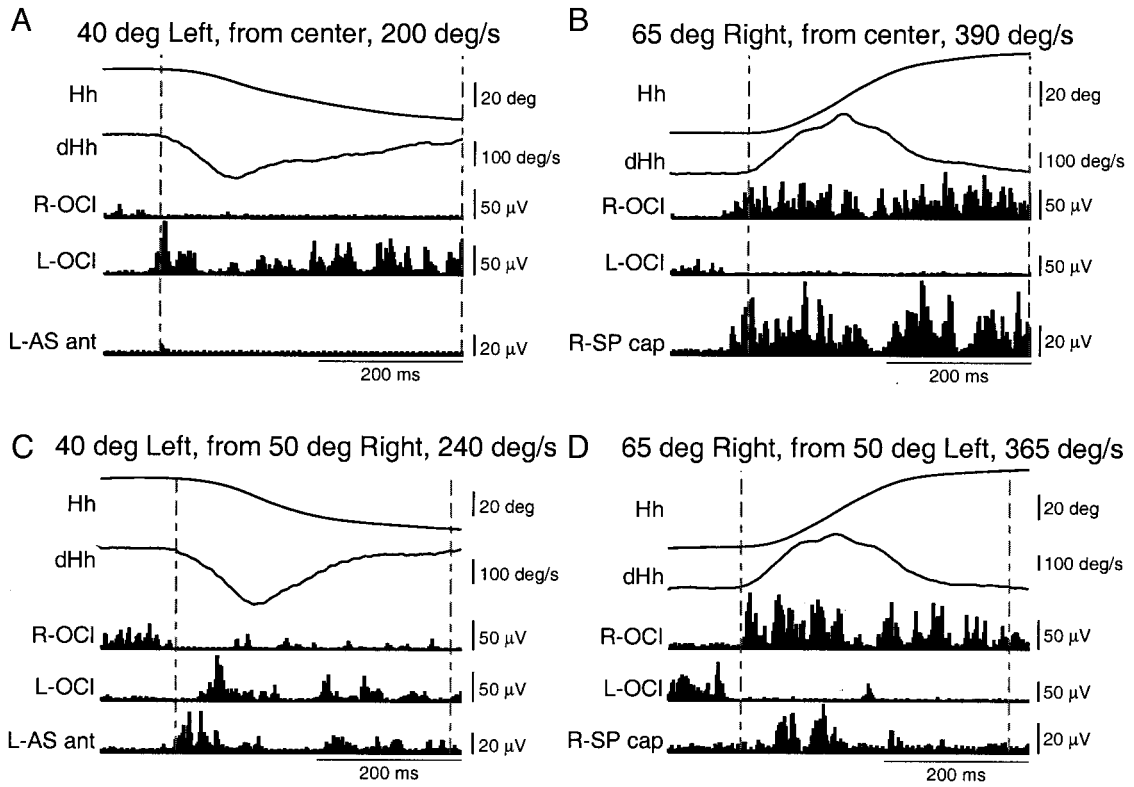 A
40 deg Left, from center, 200 deg/s
Hh
20 deg
dHh
100 deg/s
R-OCI
50 µV
L-OCI
50 µV
L-AS ant
20 µV
200 ms
B
65 deg Right, from center, 390 deg/s
Hh
20 deg
dHh
100 deg/s
R-OCI
50 µV
L-OCI
50 µV
R-SP cap
20 µV
200 ms
C
40 deg Left, from 50 deg Right, 240 deg/s
Hh
20 deg
dHh
100 deg/s
R-OCI
50 µV
L-OCI
50 µV
L-AS ant
20 µV
200 ms
D
65 deg Right, from 50 deg Left, 365 deg/s
Hh
20 deg
dHh
100 deg/s
R-OCI
50 µV
L-OCI
50 µV
R-SP cap
20 µV
200 ms